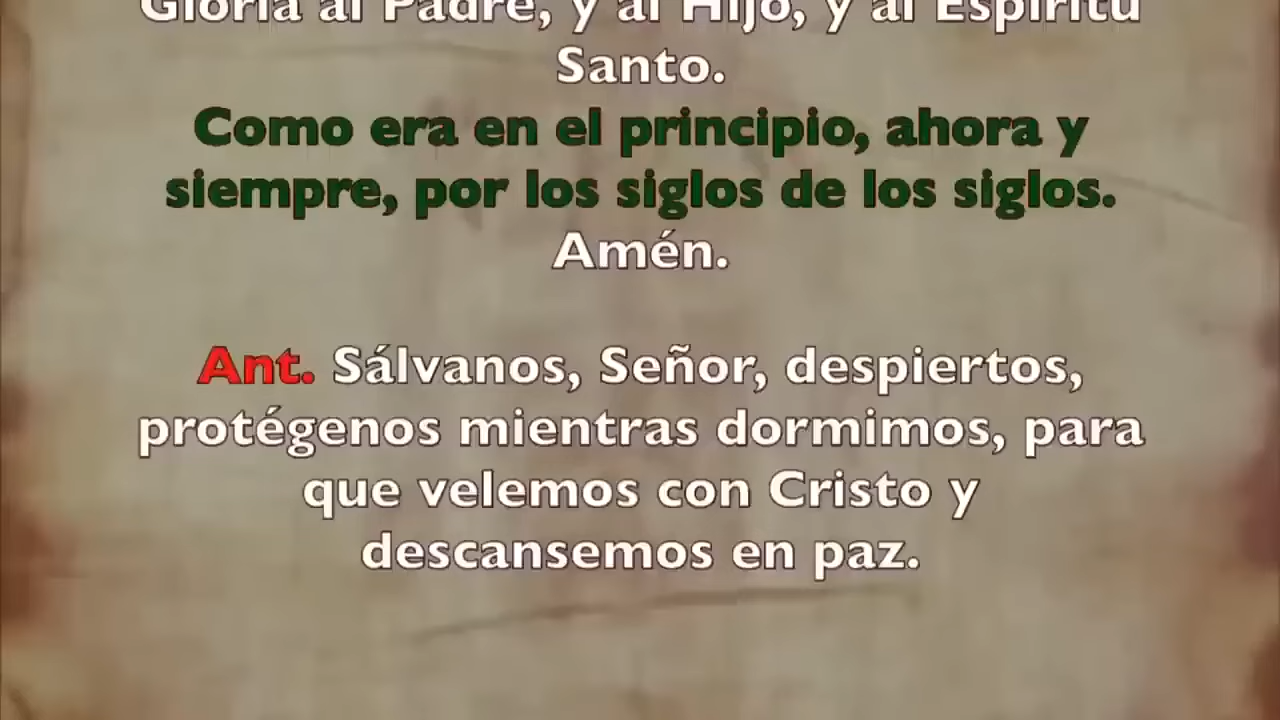 Gloria al Padre, y al Hijo, y al Espíritu
Santo.
Como era en el principio, ahora y
siempre, por los siglos de los siglos.
Amén.
Ant. Sálvanos, Señor, despiertos,
protégenos mientras dormimos, para
que velemos con Cristo y
descansemos en paz.